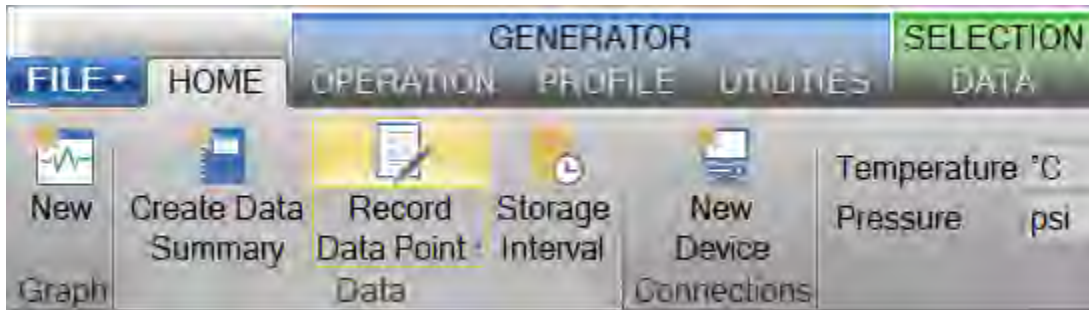 GENERATOR SELECTION
FILE HOME OPERATION PROFILE UTILITIES DATA
New
Create Data
Summary
Record
Data Point
Storage
Interval
New
Device
Temperature °C
Pressure psi
Graph Data Connections